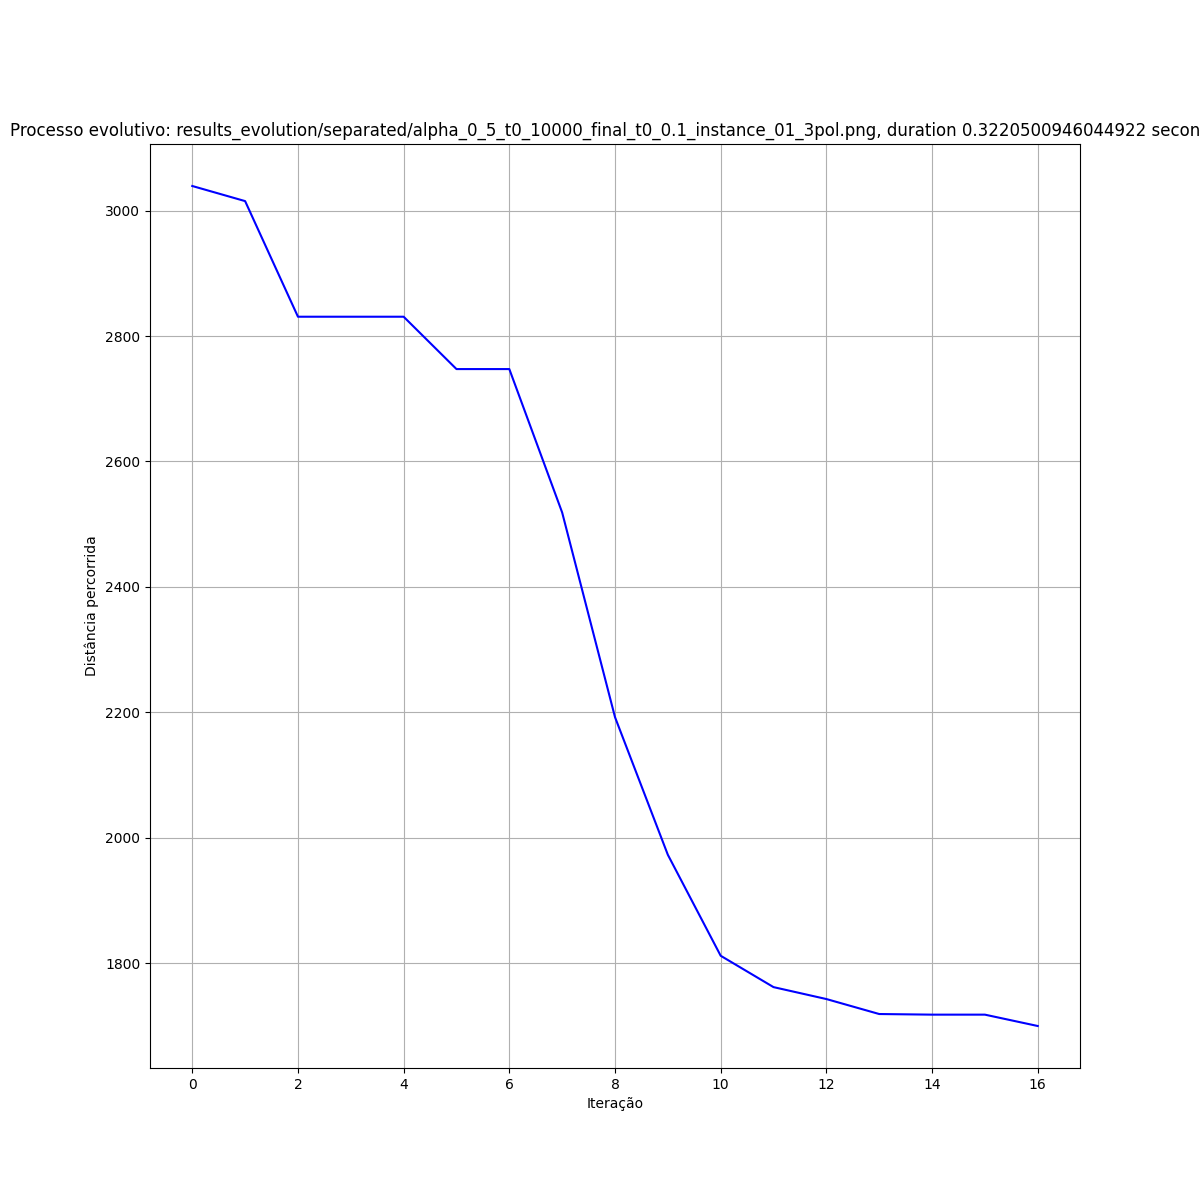 Processo evolutivo: results_evolution/separated/alpha_0_5_t0_10000_final_t0_0.1_instance_01_3pol.png, duration 0.3220500946044922 secon
3000
2800
2600
2400
2200
2000
1800
Distância percorrida
0 2 4 6 8 10 12 14 16
Iteração